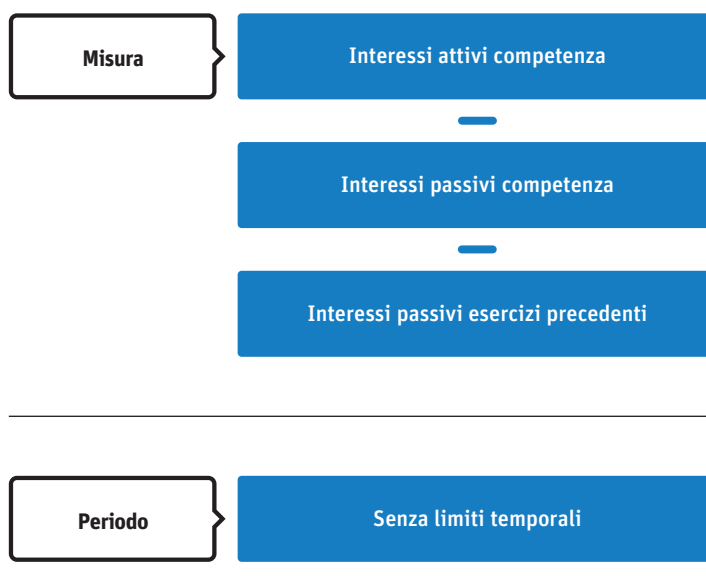 Misura
Interessi attivi competenza
Interessi passivi competenza
Interessi passivi esercizi precedenti
Periodo
Senza limiti temporali